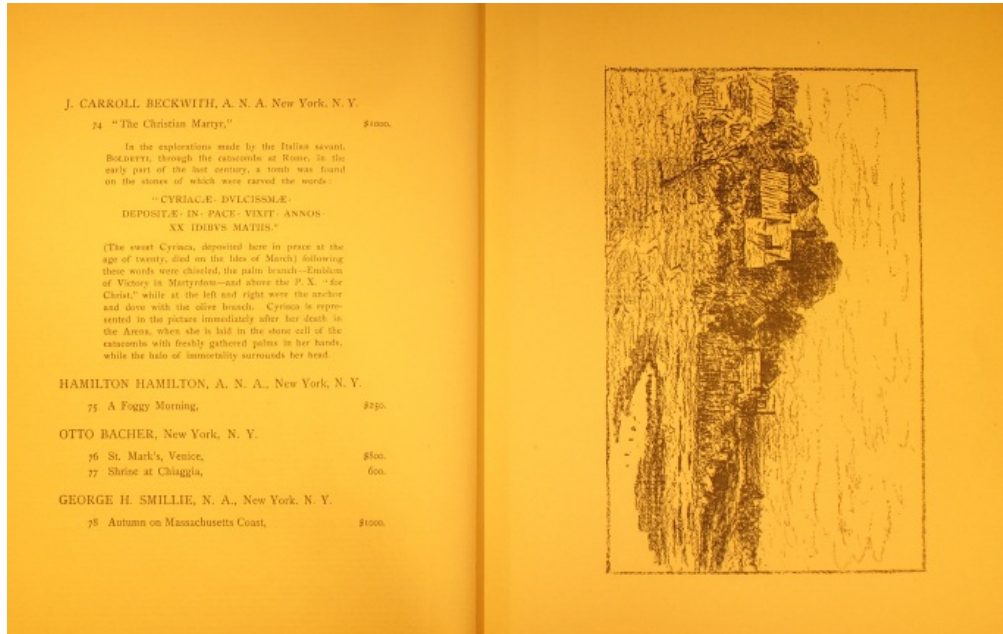 J. CARROLL BECKWITH, A. N. A. New York, N. Y.
74 "The Christian Martyr," $1000.
In the explorations made by the Italian savant,
BOLDETTI, through the catacombs at Rome, in the
early part of the last century, a tomb was found
on the stones of which were carved the words:
"CYRIACÆ· DVLCISSMÆ·
DEPOSITÆ· IN· PACE· VIXIT· ANNOS·
XX IDIBVS MATIIS."
(The sweet Cyriaca, deposited here in peace at the
age of twenty, died on the Ides of March) following
these words were chiseled, the palm branch—Emblem
of Victory in Martyrdom—and above the P. X. "for
Christ," while at the left and right were the anchor
and dove with the olive branch. Cyriaca is repre-
sented in the picture immediately after her death in
the Arena, when she is laid in the stone cell of the
catacombs with freshly gathered palms in her hands,
while the halo of immortality surrounds her head.
HAMILTON HAMILTON, A. N. A., New York, N. Y.
75 A Foggy Morning, $250.
OTTO BACHER, New York, N. Y.
76 St. Mark's, Venice, $800.
77 Shrine at Chiaggia, 600.
GEORGE H. SMILLIE, N. A., New York. N. Y.
78 Autumn on Massachusetts Coast, $1000.